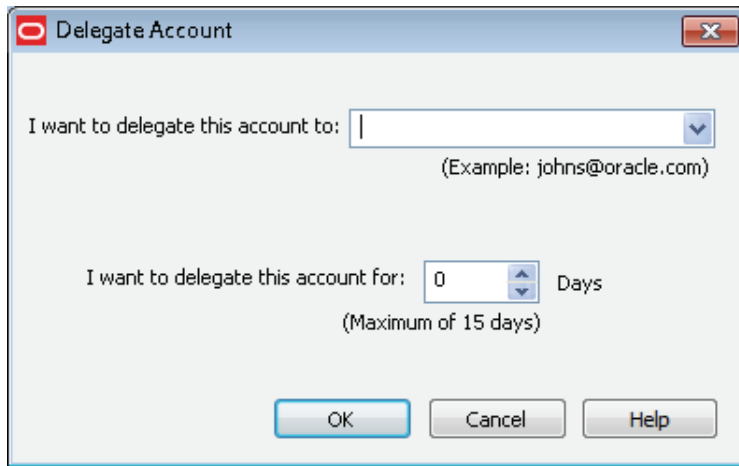 Delegate Account
I want to delegate this account to:
(Example: johns@oracle.com)
I want to delegate this account for: 0 Days
(Maximum of 15 days)
OK Cancel Help